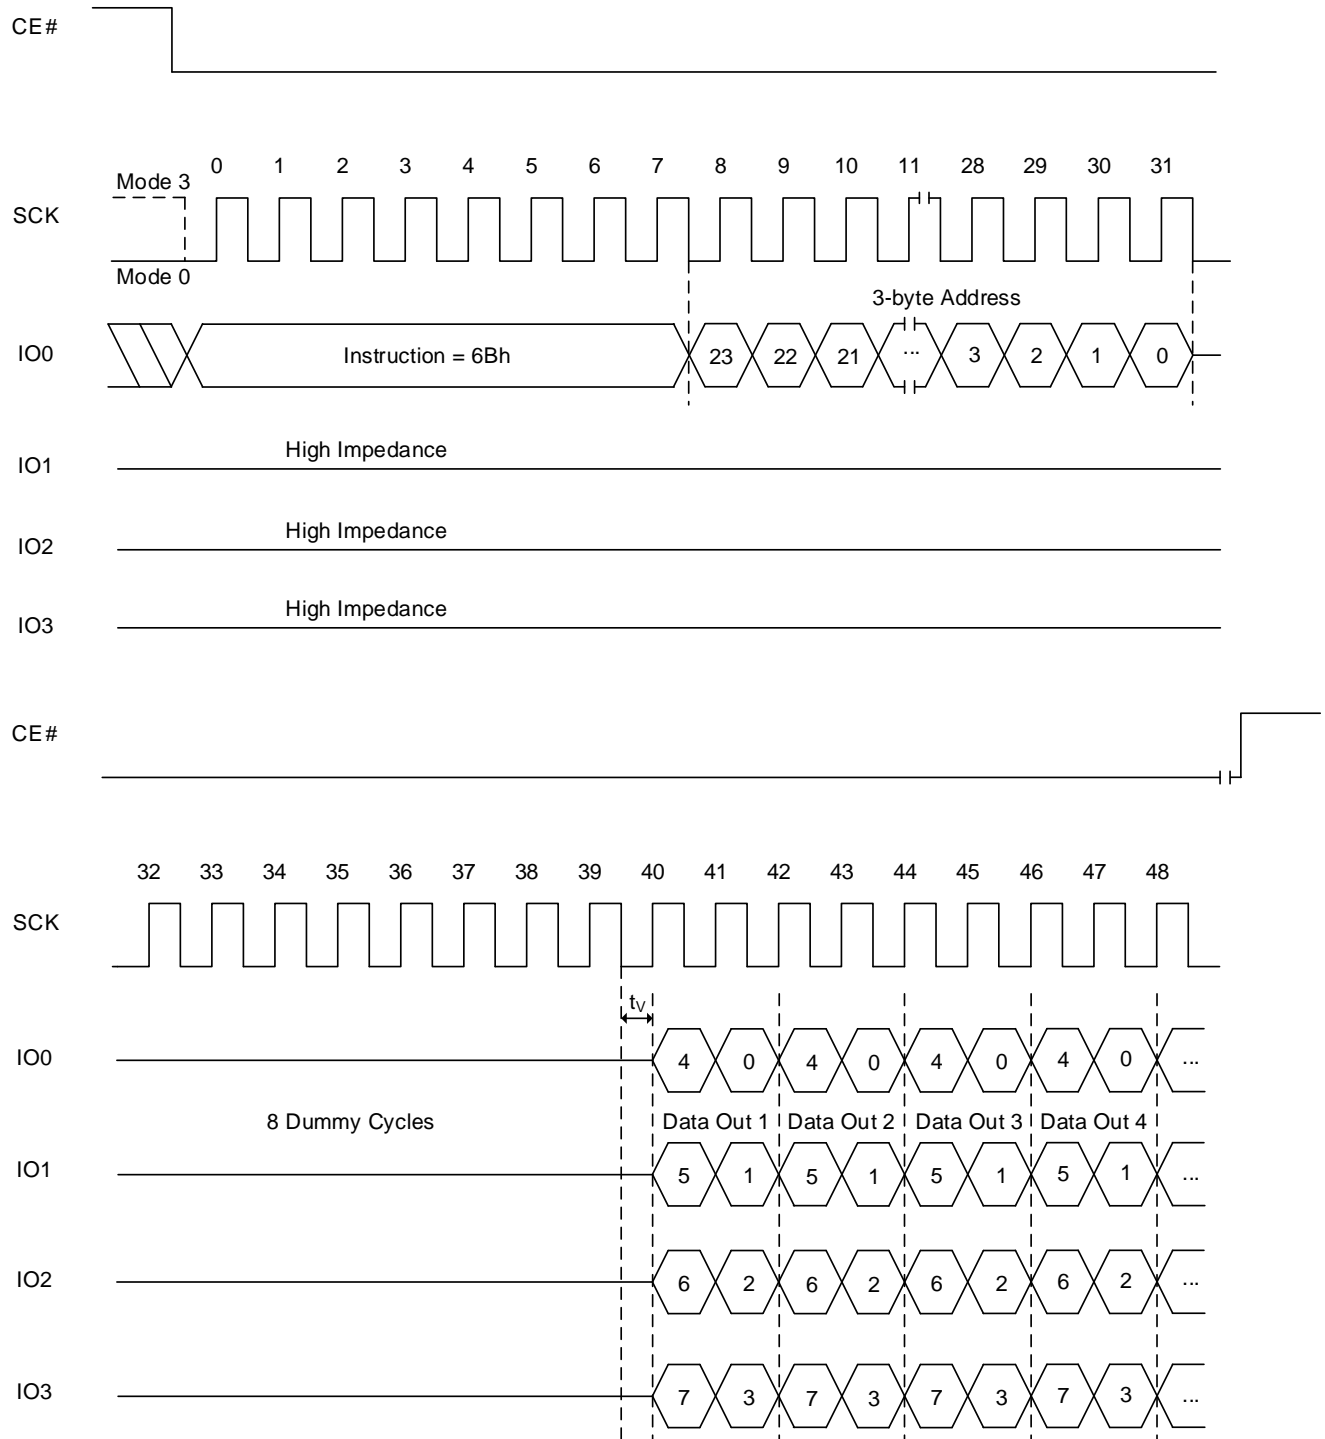 CE#
0 1 2 3 4 5 6 7 8 9 10 11 28 29 30 31
Mode 3
SCK
Mode 0
3-byte Address
IO0 Instruction = 6Bh 23 22 21 ... 3 2 1 0
High Impedance
IO1
High Impedance
IO2
High Impedance
IO3
CE#
32 33 34 35 36 37 38 39 40 41 42 43 44 45 46 47 48
SCK
tV
IO0 4 0 4 0 4 0 4 0 ...
8 Dummy Cycles Data Out 1 Data Out 2 Data Out 3 Data Out 4
IO1 5 1 5 1 5 1 5 1 ...
IO2 6 2 6 2 6 2 6 2 ...
IO3 7 3 7 3 7 3 7 3 ...